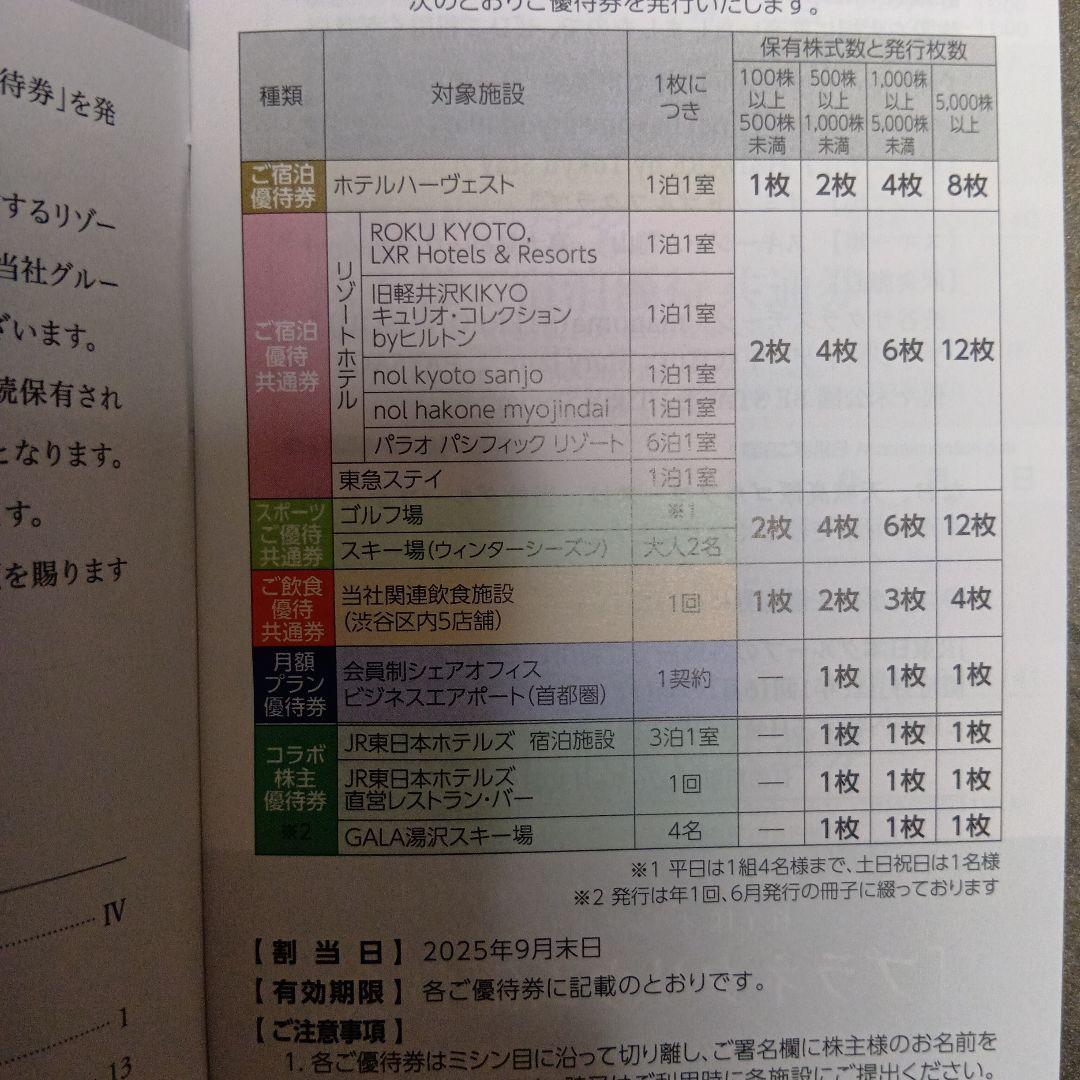 次のとおりご優待券を発行いたします。
種類
対象施設
1枚に
つき
保有株式数と発行枚数
100株
以上
500株
未満
500株
以上
1,000株
未満
1,000株
以上
5,000株
未満
5,000株
以上
ご宿泊
優待券
ホテルハーヴェスト
1泊1室
1枚
2枚
4枚
8枚
ご宿泊
優待
共通券
リゾートホテル
ROKU KYOTO,
LXR Hotels & Resorts
1泊1室
旧軽井沢KIKYO
キュリオ・コレクション
byヒルトン
1泊1室
nol kyoto sanjo
1泊1室
nol hakone myojindai
1泊1室
パラオ パシフィック リゾート
6泊1室
東急ステイ
1泊1室
2枚
4枚
6枚
12枚
スポーツ
ご優待
共通券
ゴルフ場
※1
スキー場(ウィンターシーズン)
大人2名
2枚
4枚
6枚
12枚
ご飲食
優待
共通券
当社関連飲食施設
(渋谷区内5店舗)
1回
1枚
2枚
3枚
4枚
月額
プラン
優待券
会員制シェアオフィス
ビジネスエアポート(首都圏)
1契約
—
1枚
1枚
1枚
コラボ
株主
優待券
※2
JR東日本ホテルズ 宿泊施設
3泊1室
—
1枚
1枚
1枚
JR東日本ホテルズ
直営レストラン・バー
1回
—
1枚
1枚
1枚
GALA湯沢スキー場
4名
—
1枚
1枚
1枚
※1 平日は1組4名様まで、土日祝日は1名様
※2 発行は年1回、6月発行の冊子に綴っております
【割当日】 2025年9月末日
【有効期限】 各ご優待券に記載のとおりです。
【ご注意事項】
1. 各ご優待券はミシン目に沿って切り離し、ご署名欄に株主様のお名前を
ご利用時に各施設にご提出ください。
待券」を発
するリゾー
当社グルー
ざいます。
続保有され
となります。
ます。
を賜ります
IV
1
13